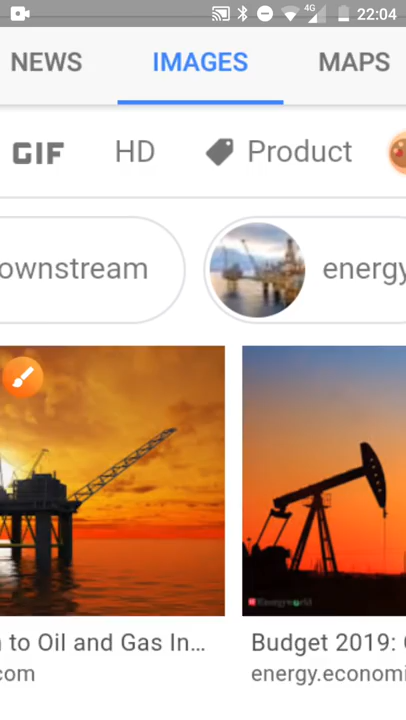 4G 22:04
NEWS IMAGES MAPS
GIF HD Product
ownstream energy
n to Oil and Gas In... Budget 2019:
com energy.economi